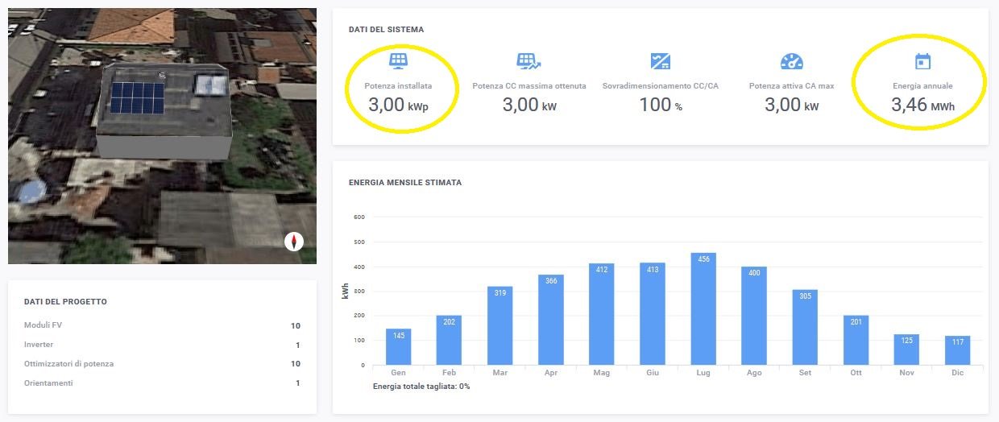 DATI DEL SISTEMA
Potenza installata
3,00 kWp
Potenza CC massima ottenuta
3,00 kW
Sovradimensionamento CC/CA
100 %
Potenza attiva CA max
3,00 kW
Energia annuale
3,46 MWh
DATI DEL PROGETTO
Moduli FV 10
Inverter 1
Ottimizzatori di potenza 10
Orientamenti 1
ENERGIA MENSILE STIMATA
kWh
600
500
400
300
200
100
0
145
202
319
366
412
413
456
400
305
201
125
117
Gen Feb Mar Apr Mag Giu Lug Ago Set Ott Nov Dic
Energia totale tagliata: 0%